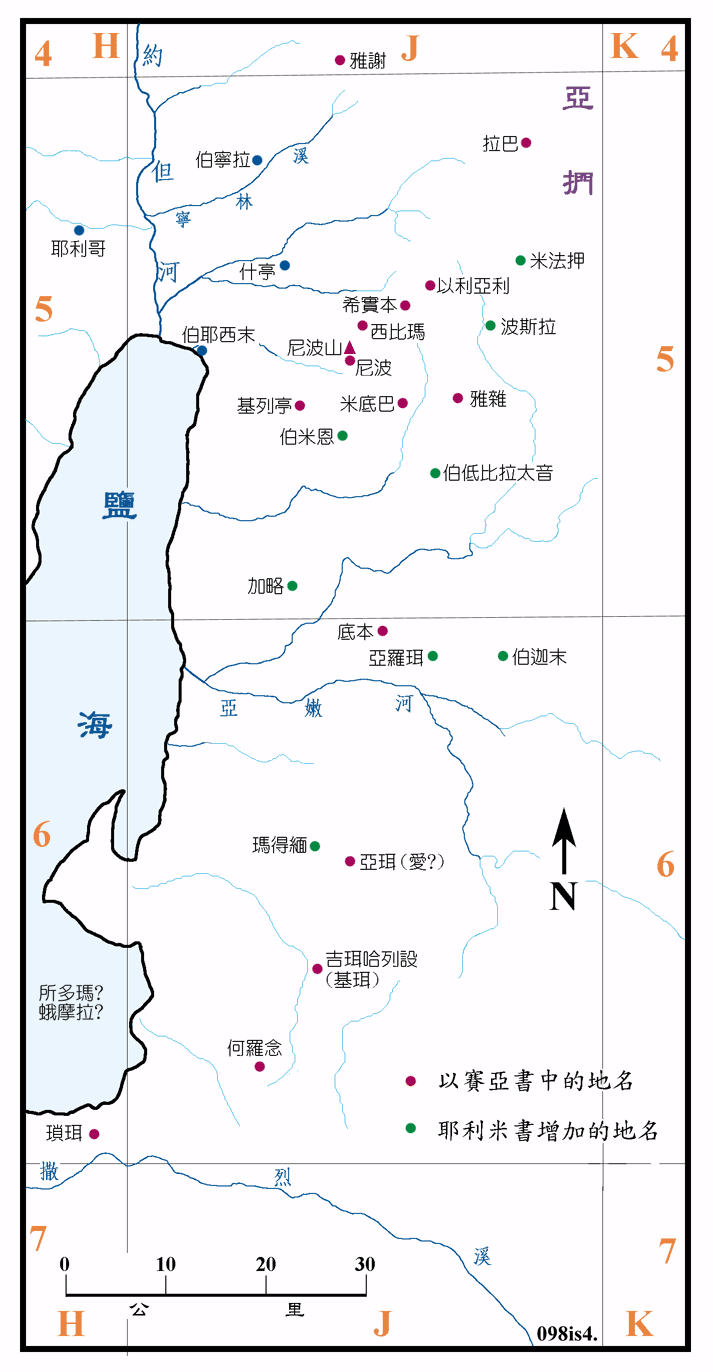 4 H J K 4
約
雅謝
亞
拉巴
伯寧拉
溪
但
捫
林
寧
耶利哥
米法押
河
什亭
以利亞利
5
希實本
西比瑪
波斯拉
伯耶西末
尼波山
尼波
5
基列亭
米底巴
雅雜
伯米恩
伯低比拉太音
鹽
加略
底本
亞羅珥
伯迦末
亞 嫩 河
海
6
瑪得緬
亞珥(愛?)
6
N
吉珥哈列設
(基珥)
所多瑪?
蛾摩拉?
何羅念
以賽亞書中的地名
耶利米書增加的地名
瑣珥
撒 烈 溪
7
7
0 10 20 30
公 里
H J K
098is4.